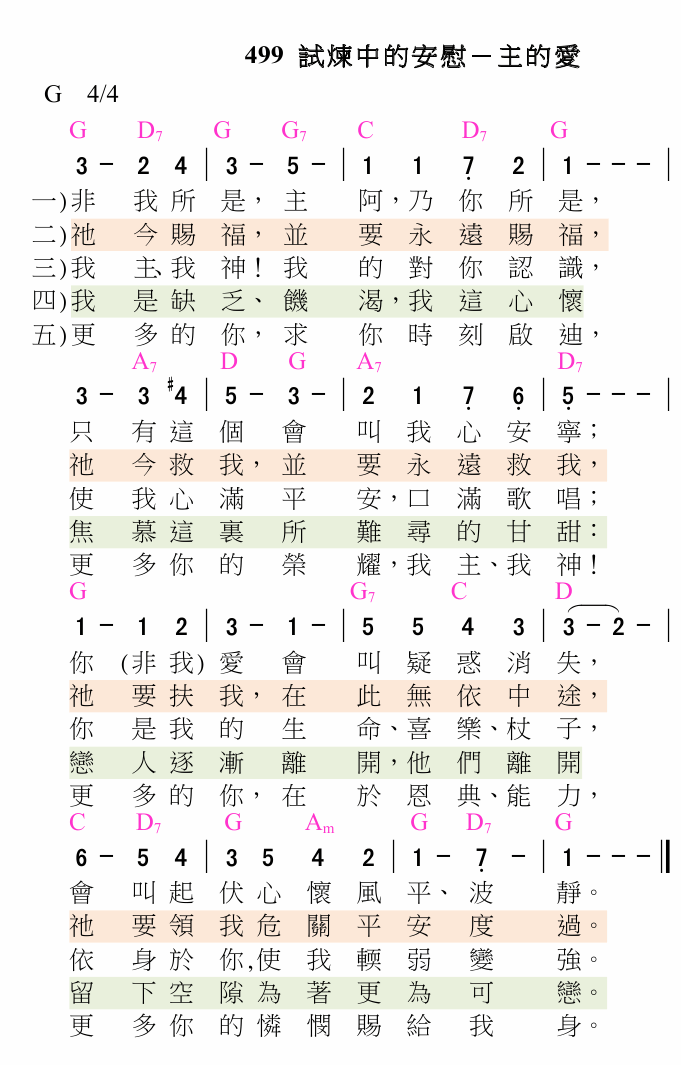 499 試煉中的安慰－主的愛
G 4/4
G D7 G G7 C D7 G
3 - 2 4 | 3 - 5 - | 1 1 7̣ 2 | 1 - - - |
一)非 我 所 是，主 阿，乃 你 所 是，
二)祂 今 賜 福，並 要 永 遠 賜 福，
三)我 主、我 神！我 的 對 你 認 識，
四)我 是 缺 乏、饑 渴，我 這 心 懷
五)更 多 的 你，求 你 時 刻 啟 迪，
A7 D G A7 D7
3 - 3 #4 | 5 - 3 - | 2 1 7̣ 6̣ | 5̣ - - - |
只 有 這 個 會 叫 我 心 安 寧；
祂 今 救 我，並 要 永 遠 救 我，
使 我 心 滿 平 安，口 滿 歌 唱；
焦 慕 這 裏 所 難 尋 的 甘 甜：
更 多 你 的 榮 耀，我 主、我 神！
G G7 C D
1 - 1 2 | 3 - 1 - | 5 5 4 3 | 3 - 2 - |
你 (非 我) 愛 會 叫 疑 惑 消 失，
祂 要 扶 我，在 此 無 依 中 途，
你 是 我 的 生 命、喜 樂、杖 子，
戀 人 逐 漸 離 開，他 們 離 開
更 多 的 你，在 於 恩 典、能 力，
C D7 G Am G D7 G
6 - 5 4 | 3 5 4 2 | 1 - 7̣ - | 1 - - - ‖
會 叫 起 伏 心 懷 風 平、波 靜。
祂 要 領 我 危 關 平 安 度 過。
依 身 於 你,使 我 輭 弱 變 強。
留 下 空 隙 為 著 更 為 可 戀。
更 多 你 的 憐 憫 賜 給 我 身。